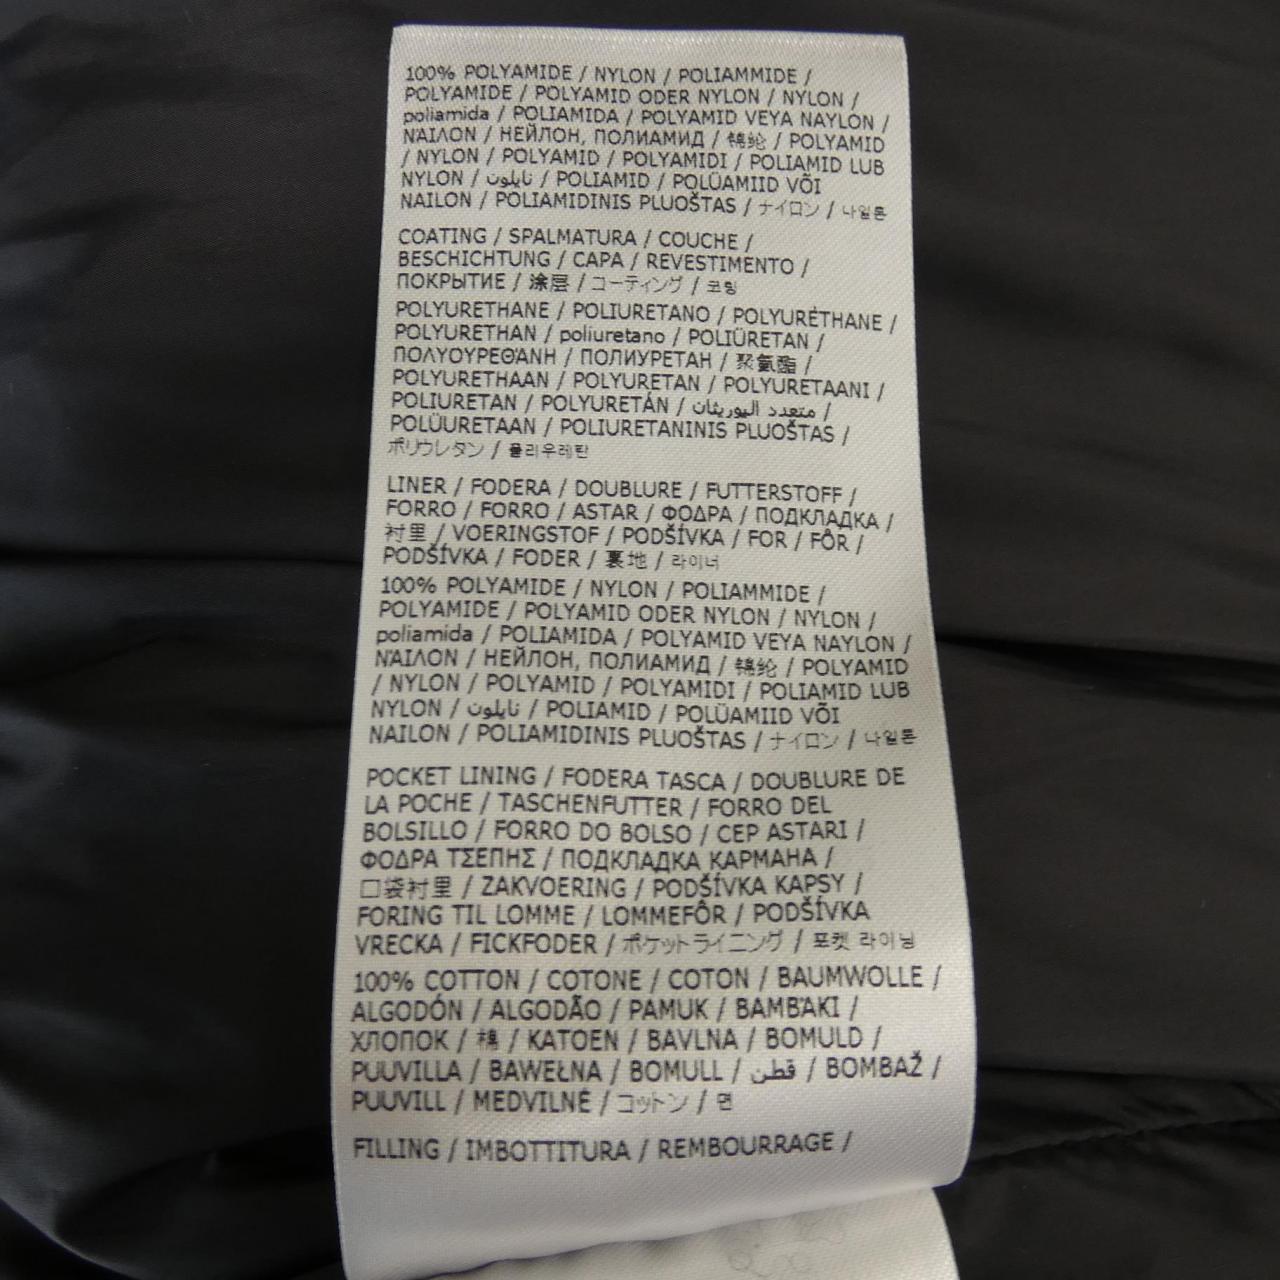 100% POLYAMIDE / NYLON / POLIAMMIDE /
POLYAMIDE / POLYAMID ODER NYLON / NYLON /
poliamida / POLIAMIDA / POLYAMID VEYA NAYLON /
ΝΆΙΛΟΝ / НЕЙЛОН, ПОЛИАМИД / 锦纶 / POLYAMID
/ NYLON / POLYAMID / POLYAMIDI / POLIAMID LUB
NYLON / نايلون / POLIAMID / POLÜAMIID VÕI
NAILON / POLIAMIDINIS PLUOŠTAS / ナイロン / 나일론
COATING / SPALMATURA / COUCHE /
BESCHICHTUNG / CAPA / REVESTIMENTO /
ПОКРЫТИЕ / 涂层 / コーティング / 코팅
POLYURETHANE / POLIURETANO / POLYURÉTHANE /
POLYURETHAN / poliuretano / POLIÜRETAN /
ΠΟΛΥΟΥΡΕΘΆΝΗ / ПОЛИУРЕТАН / 聚氨酯 /
POLYURETHAAN / POLYURETAN / POLYURETAANI /
POLIURETAN / POLYURETÁN / متعدد اليوريثان /
POLÜURETAAN / POLIURETANINIS PLUOŠTAS /
ポリウレタン / 폴리우레탄
LINER / FODERA / DOUBLURE / FUTTERSTOFF /
FORRO / FORRO / ASTAR / ΦΟΔΡΑ / ПОДКЛАДКА /
衬里 / VOERINGSTOF / PODŠÍVKA / FOR / FÔR /
PODŠÍVKA / FODER / 裏地 / 라이너
100% POLYAMIDE / NYLON / POLIAMMIDE /
POLYAMIDE / POLYAMID ODER NYLON / NYLON /
poliamida / POLIAMIDA / POLYAMID VEYA NAYLON /
ΝΆΙΛΟΝ / НЕЙЛОН, ПОЛИАМИД / 锦纶 / POLYAMID
/ NYLON / POLYAMID / POLYAMIDI / POLIAMID LUB
NYLON / نايلون / POLIAMID / POLÜAMIID VÕI
NAILON / POLIAMIDINIS PLUOŠTAS / ナイロン / 나일론
POCKET LINING / FODERA TASCA / DOUBLURE DE
LA POCHE / TASCHENFUTTER / FORRO DEL
BOLSILLO / FORRO DO BOLSO / CEP ASTARI /
ΦΟΔΡΑ ΤΣΕΠΗΣ / ПОДКЛАДКА КАРМАНА /
口袋衬里 / ZAKVOERING / PODŠÍVKA KAPSY /
FORING TIL LOMME / LOMMEFÔR / PODŠÍVKA
VRECKA / FICKFODER / ポケットライニング / 포켓 라이닝
100% COTTON / COTONE / COTON / BAUMWOLLE /
ALGODÓN / ALGODÃO / PAMUK / ΒΑΜΒΆΚΙ /
ХЛОПОК / 棉 / KATOEN / BAVLNA / BOMULD /
PUUVILLA / BAWEŁNA / BOMULL / قطن / BOMBAŽ /
PUUVILL / MEDVILNĖ / コットン / 면
FILLING / IMBOTTITURA / REMBOURRAGE /